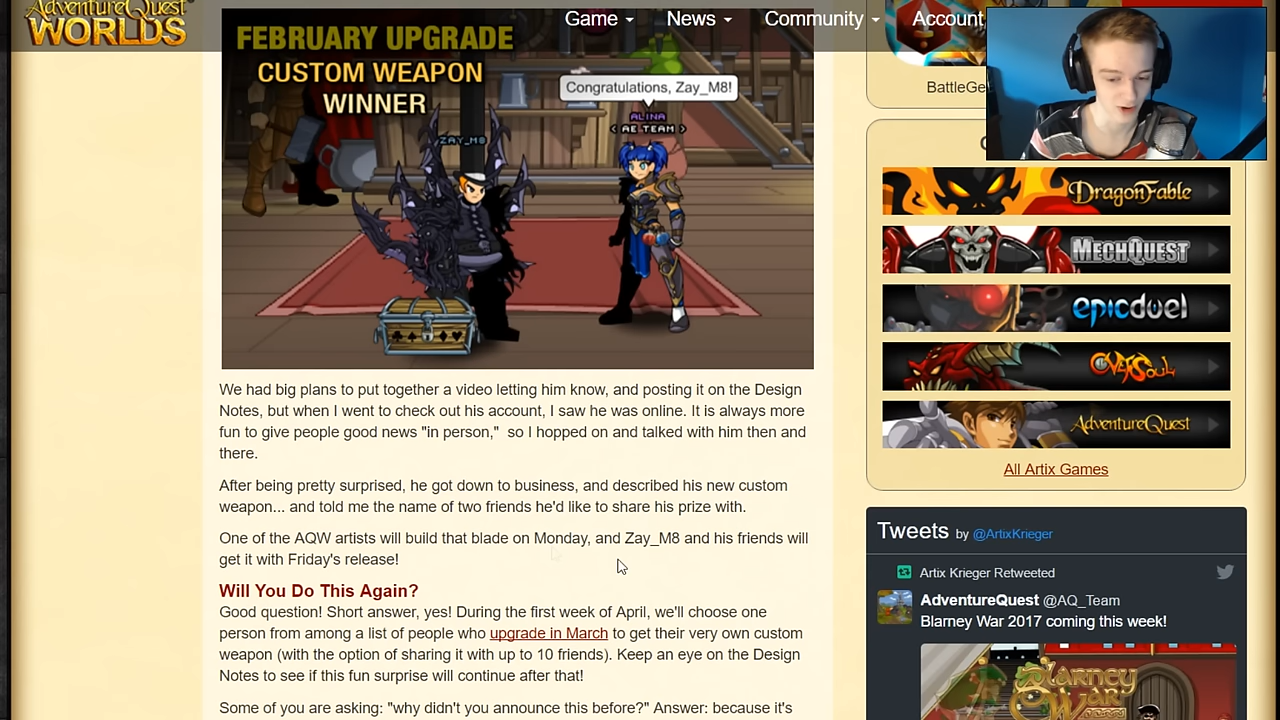 AdventureQuest
WORLDS
Game News Community Account
FEBRUARY UPGRADE
CUSTOM WEAPON
WINNER
Congratulations, Zay_M8!
ALINA
< AE TEAM >
ZAY_M8
We had big plans to put together a video letting him know, and posting it on the Design
Notes, but when I went to check out his account, I saw he was online. It is always more
fun to give people good news "in person," so I hopped on and talked with him then and
there.
After being pretty surprised, he got down to business, and described his new custom
weapon... and told me the name of two friends he'd like to share his prize with.
One of the AQW artists will build that blade on Monday, and Zay_M8 and his friends will
get it with Friday's release!
Will You Do This Again?
Good question! Short answer, yes! During the first week of April, we'll choose one
person from among a list of people who upgrade in March to get their very own custom
weapon (with the option of sharing it with up to 10 friends). Keep an eye on the Design
Notes to see if this fun surprise will continue after that!
Some of you are asking: "why didn't you announce this before?" Answer: because it's
BattleGe
DragonFable
MECHQUEST
epicduel
OVERSOUL
AdventureQuest
All Artix Games
Tweets by @ArtixKrieger
Artix Krieger Retweeted
AdventureQuest @AQ_Team
Blarney War 2017 coming this week!
Blarney
War